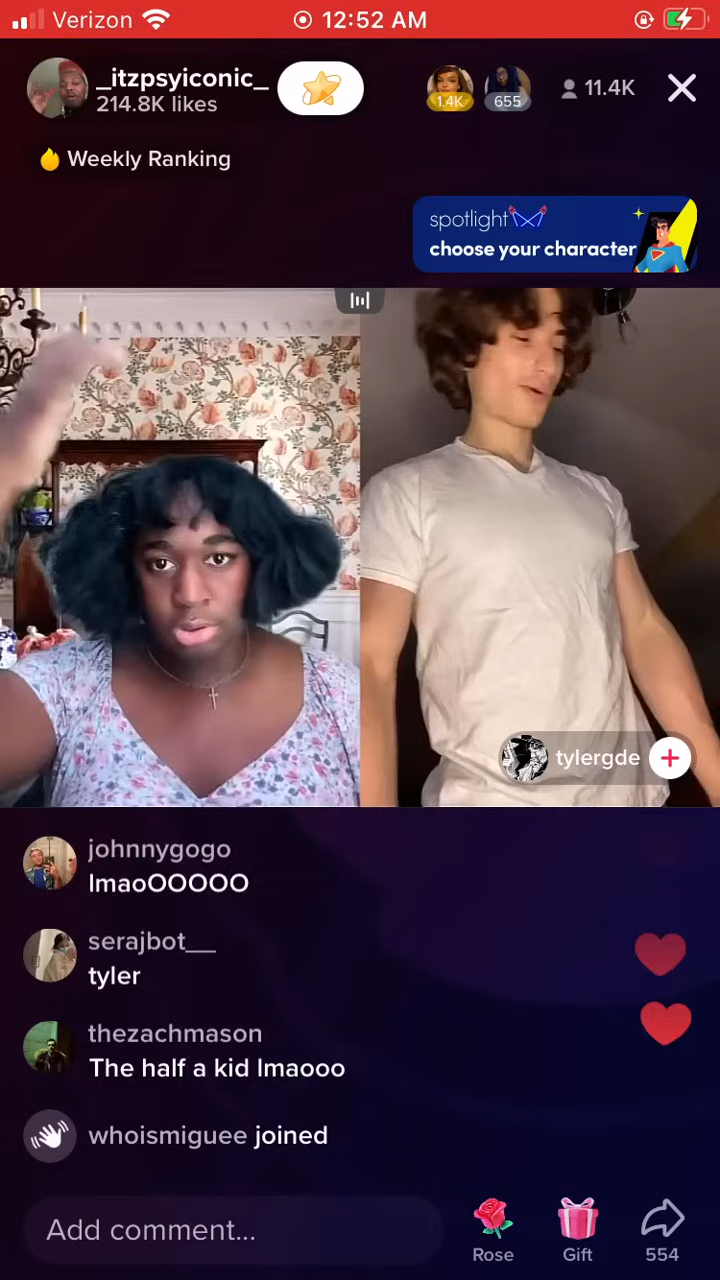 Verizon 12:52 AM
_itzpsyiconic_
214.8K likes
1.4K
655
11.4K
Weekly Ranking
spotlight
choose your character
tylergde
johnnygogo
lmaoOOOOO
serajbot__
tyler
thezachmason
The half a kid lmaooo
whoismiguee joined
Add comment...
Rose
Gift
554